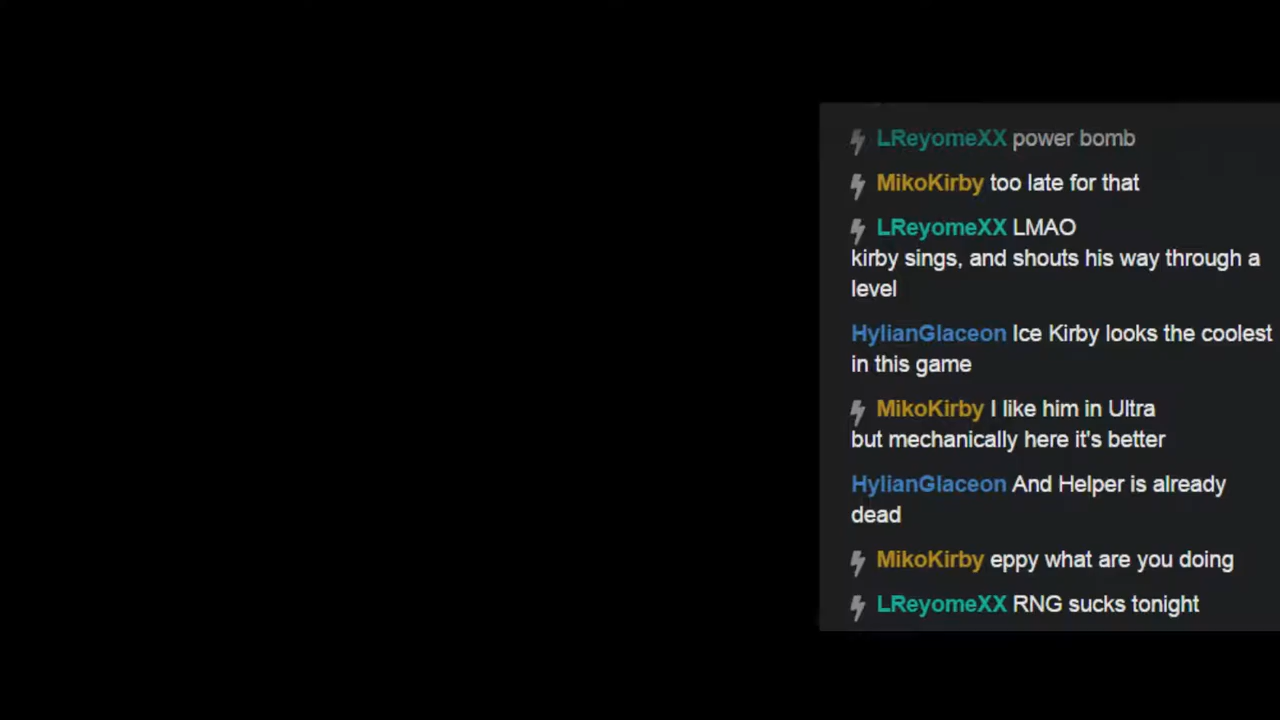 LReyomeXX power bomb
MikoKirby too late for that
LReyomeXX LMAO
kirby sings, and shouts his way through a
level
HylianGlaceon Ice Kirby looks the coolest
in this game
MikoKirby I like him in Ultra
but mechanically here it's better
HylianGlaceon And Helper is already
dead
MikoKirby eppy what are you doing
LReyomeXX RNG sucks tonight